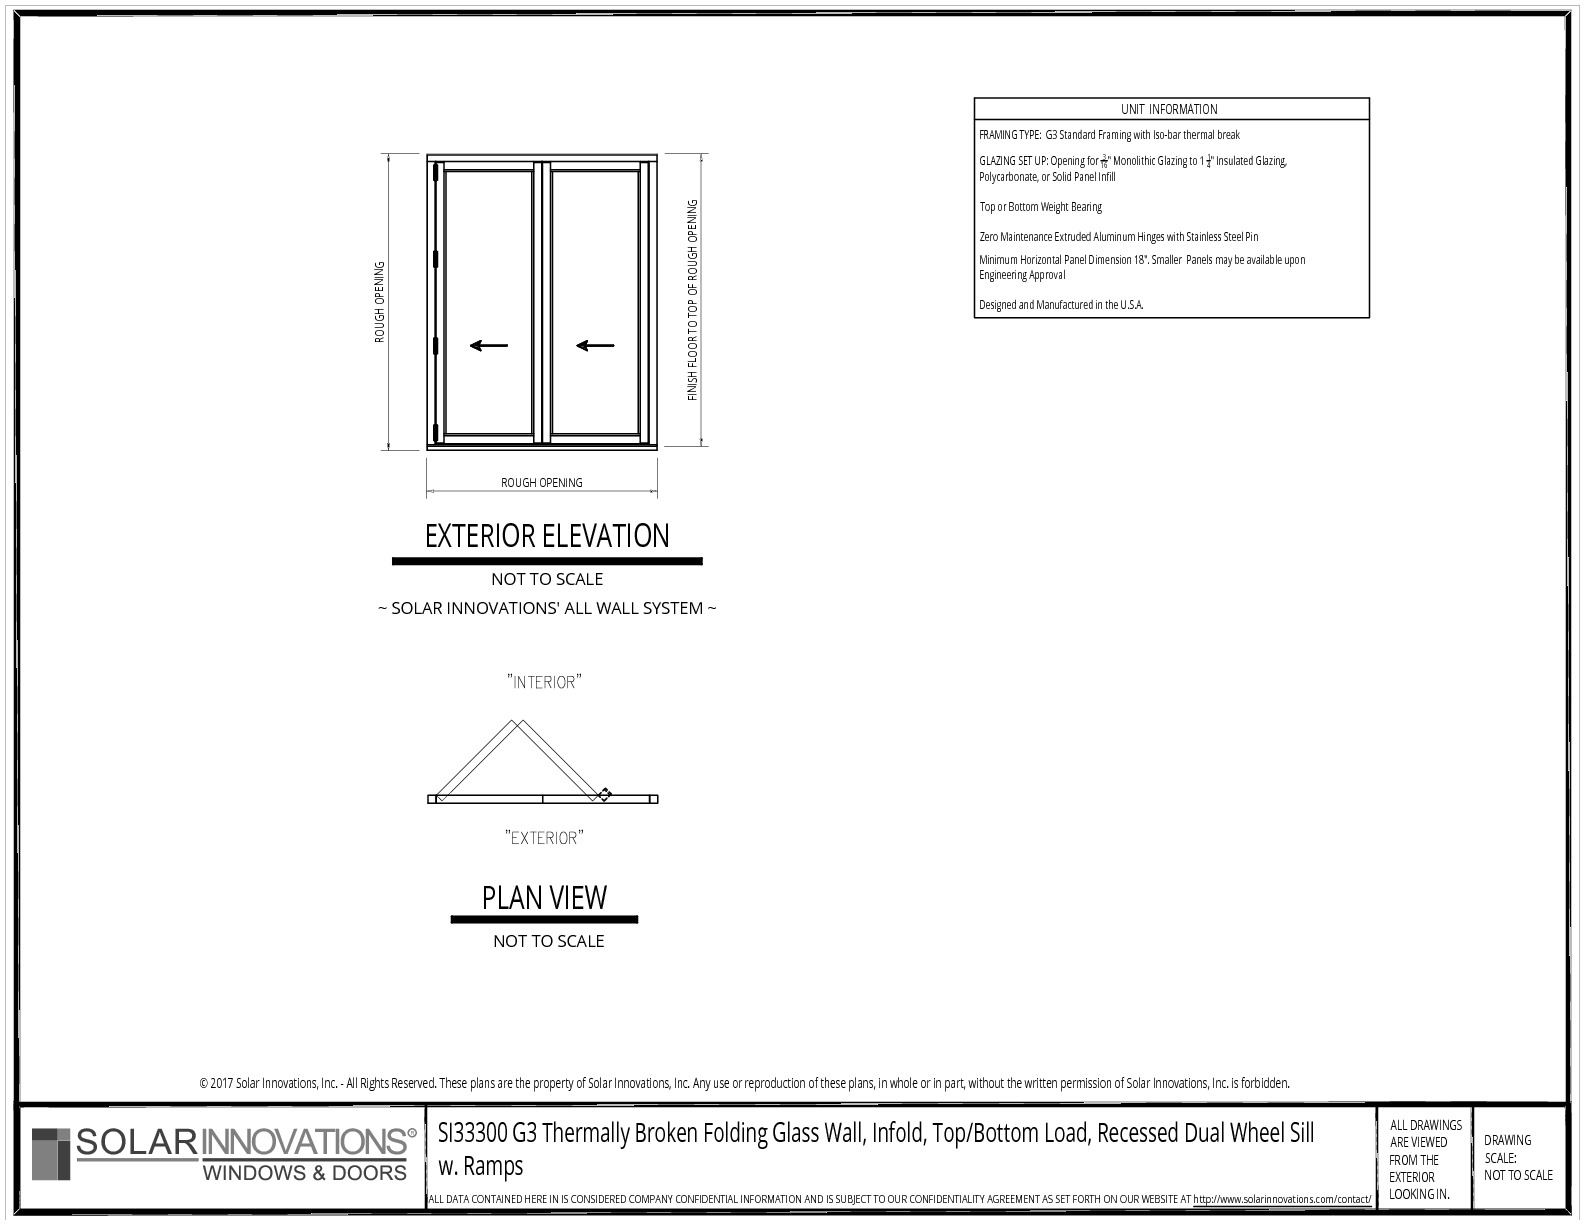 UNIT INFORMATION
FRAMING TYPE: G3 Standard Framing with Iso-bar thermal break
GLAZING SET UP: Opening for 3/16" Monolithic Glazing to 1 1/4" Insulated Glazing,
Polycarbonate, or Solid Panel Infill
Top or Bottom Weight Bearing
Zero Maintenance Extruded Aluminum Hinges with Stainless Steel Pin
Minimum Horizontal Panel Dimension 18". Smaller Panels may be available upon
Engineering Approval
Designed and Manufactured in the U.S.A.
ROUGH OPENING
FINISH FLOOR TO TOP OF ROUGH OPENING
ROUGH OPENING
EXTERIOR ELEVATION
NOT TO SCALE
~ SOLAR INNOVATIONS' ALL WALL SYSTEM ~
"INTERIOR"
"EXTERIOR"
PLAN VIEW
NOT TO SCALE
© 2017 Solar Innovations, Inc. - All Rights Reserved. These plans are the property of Solar Innovations, Inc. Any use or reproduction of these plans, in whole or in part, without the written permission of Solar Innovations, Inc. is forbidden.
SOLAR INNOVATIONS®
WINDOWS & DOORS
SI33300 G3 Thermally Broken Folding Glass Wall, Infold, Top/Bottom Load, Recessed Dual Wheel Sill
w. Ramps
ALL DATA CONTAINED HERE IN IS CONSIDERED COMPANY CONFIDENTIAL INFORMATION AND IS SUBJECT TO OUR CONFIDENTIALITY AGREEMENT AS SET FORTH ON OUR WEBSITE AT http://www.solarinnovations.com/contact/
ALL DRAWINGS
ARE VIEWED
FROM THE
EXTERIOR
LOOKING IN.
DRAWING
SCALE:
NOT TO SCALE